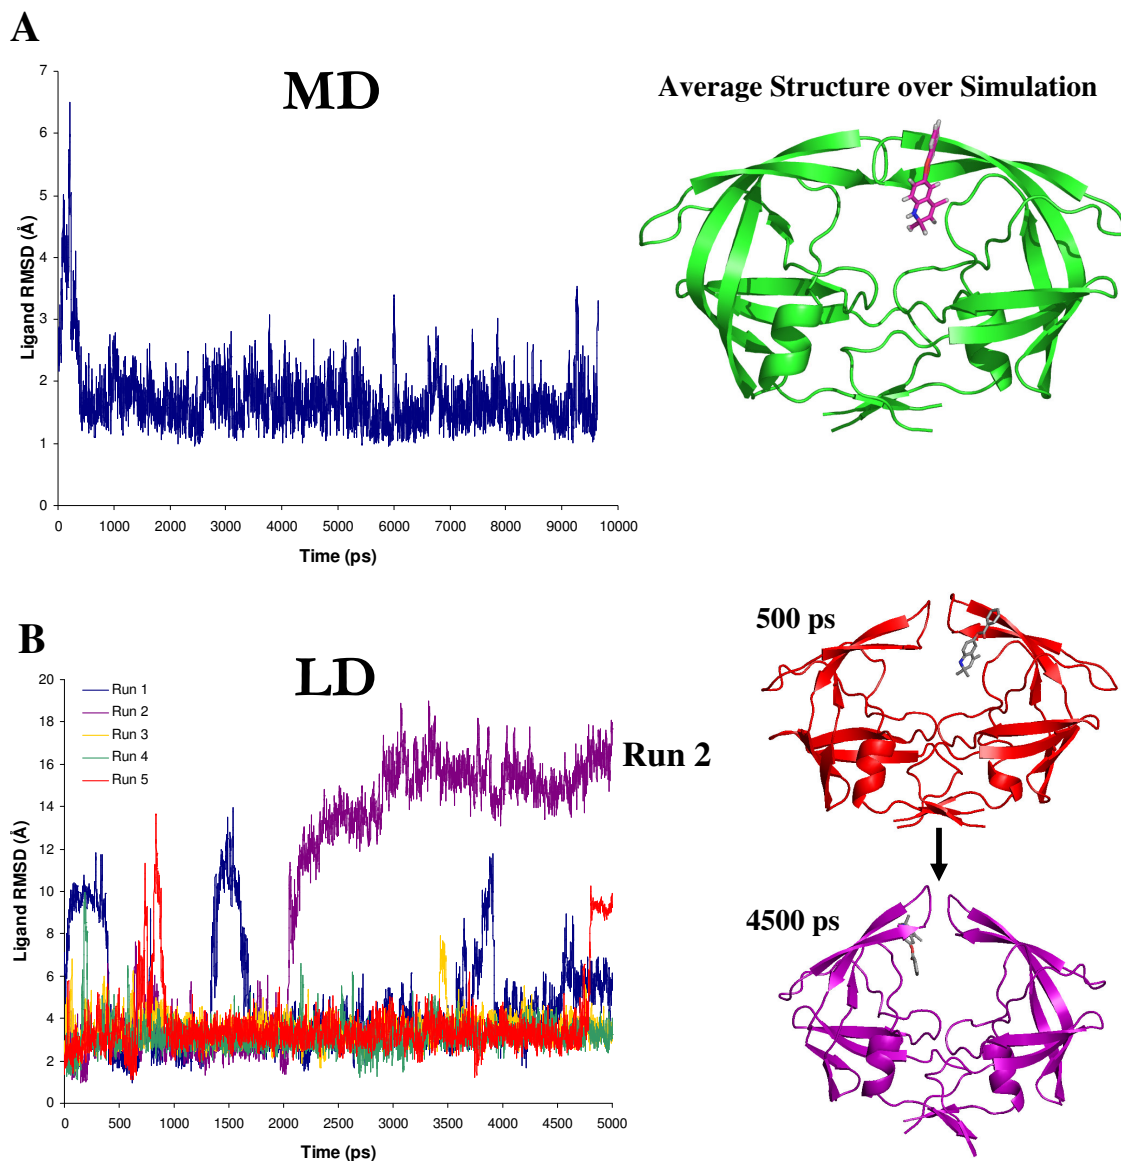 A
MD
Average Structure over Simulation
7
6
5
4
3
2
1
0
Ligand RMSD (Å)
0 1000 2000 3000 4000 5000 6000 7000 8000 9000 10000
Time (ps)
B
LD
20
18
16
14
12
10
8
6
4
2
0
Ligand RMSD (Å)
Run 1
Run 2
Run 3
Run 4
Run 5
0 500 1000 1500 2000 2500 3000 3500 4000 4500 5000
Time (ps)
Run 2
500 ps
4500 ps